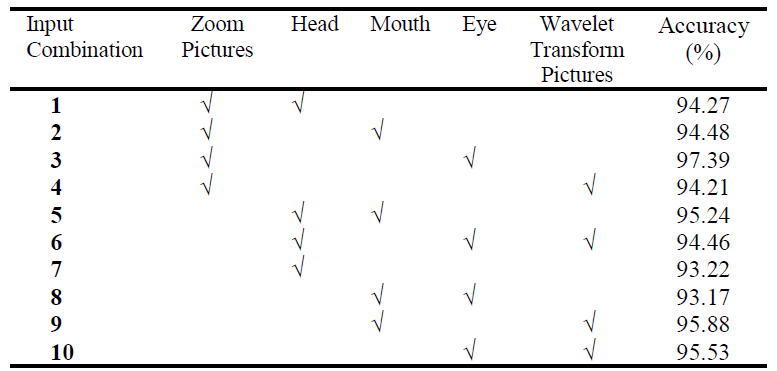 Input Combination Zoom Pictures Head Mouth Eye Wavelet Transform Pictures Accuracy (%)
1 √ √ 94.27
2 √ √ 94.48
3 √ √ 97.39
4 √ √ 94.21
5 √ √ 95.24
6 √ √ √ 94.46
7 √ 93.22
8 √ √ 93.17
9 √ √ 95.88
10 √ √ 95.53